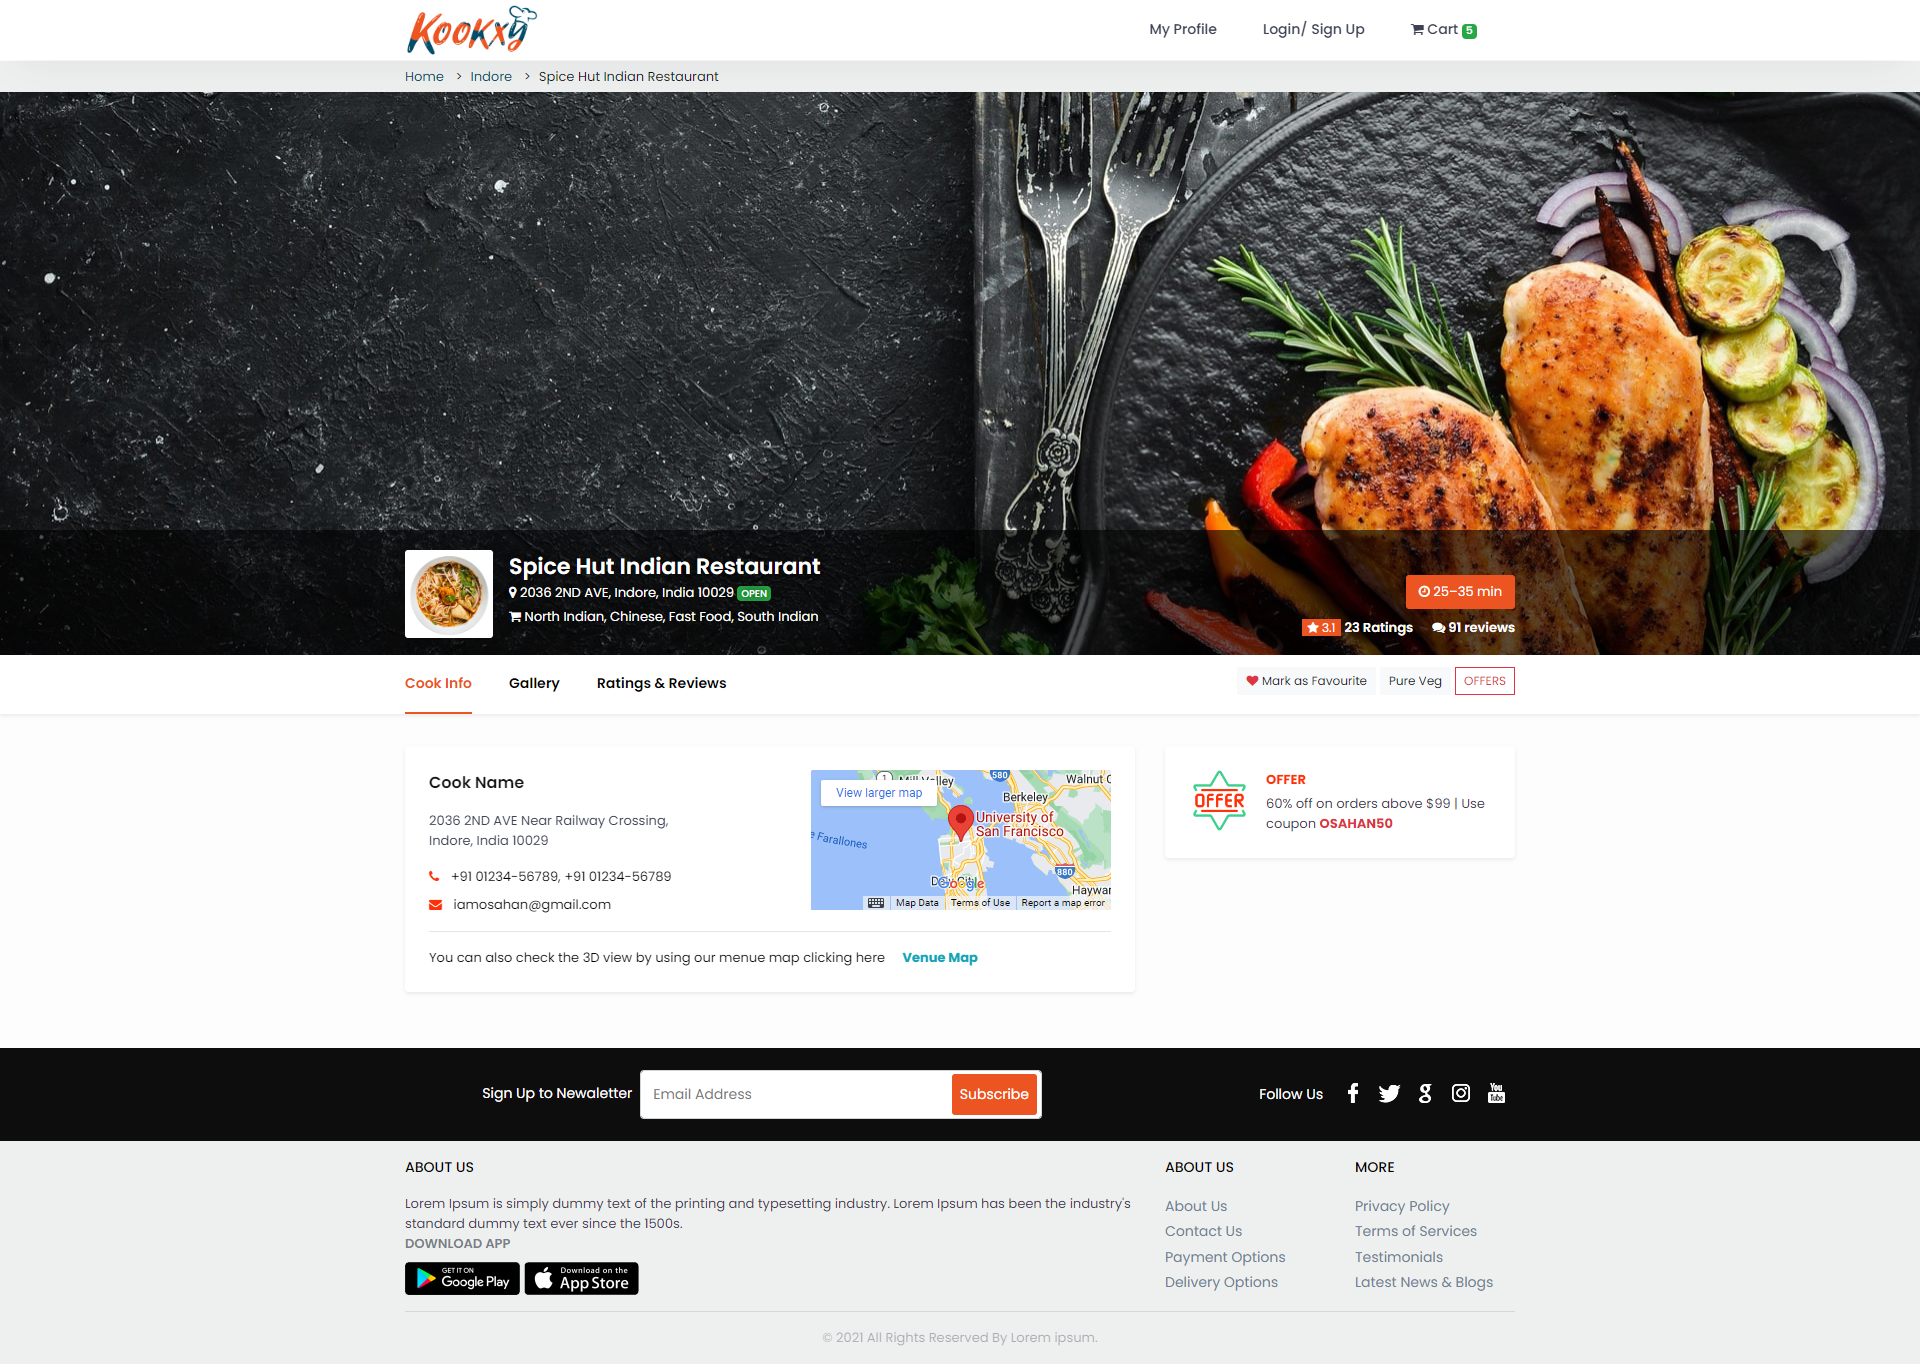 Kookxy
My Profile
Login/ Sign Up
Cart 5
Home > Indore > Spice Hut Indian Restaurant
Spice Hut Indian Restaurant
2036 2ND AVE, Indore, India 10029 OPEN
North Indian, Chinese, Fast Food, South Indian
25-35 min
3.1 23 Ratings 91 reviews
Cook Info
Gallery
Ratings & Reviews
Mark as Favourite
Pure Veg
OFFERS
Cook Name
2036 2ND AVE Near Railway Crossing,
Indore, India 10029
+91 01234-56789, +91 01234-56789
iamosahan@gmail.com
View larger map
1
580
Berkeley
University of
San Francisco
Farallones
880
Google
Map Data
Terms of Use
Report a map error
You can also check the 3D view by using our menue map clicking here Venue Map
OFFER
OFFER
60% off on orders above $99 | Use
coupon OSAHAN50
Sign Up to Newaletter
Email Address
Subscribe
Follow Us
You
Tube
ABOUT US
Lorem Ipsum is simply dummy text of the printing and typesetting industry. Lorem Ipsum has been the industry's
standard dummy text ever since the 1500s.
DOWNLOAD APP
GET IT ON
Google Play
Download on the
App Store
ABOUT US
About Us
Contact Us
Payment Options
Delivery Options
MORE
Privacy Policy
Terms of Services
Testimonials
Latest News & Blogs
© 2021 All Rights Reserved By Lorem ipsum.